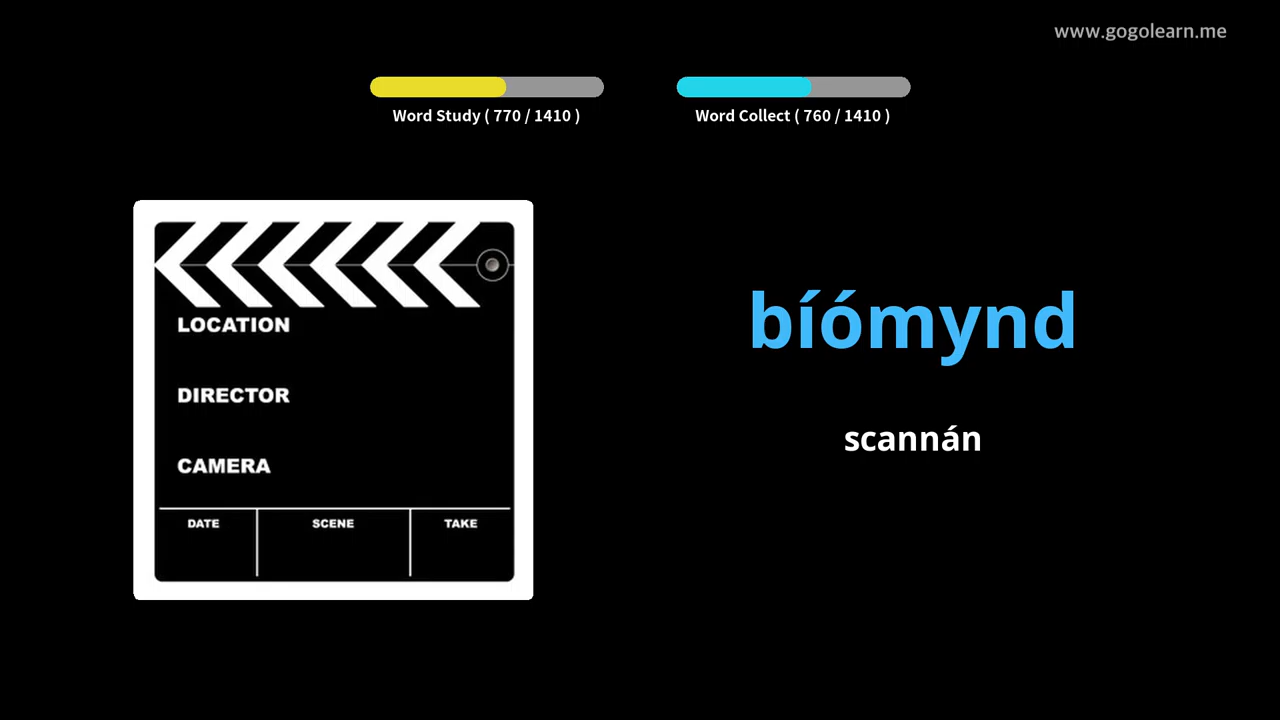 www.gogolearn.me
Word Study ( 770 / 1410 )
Word Collect ( 760 / 1410 )
LOCATION
DIRECTOR
CAMERA
DATE
SCENE
TAKE
bíómynd
scannán